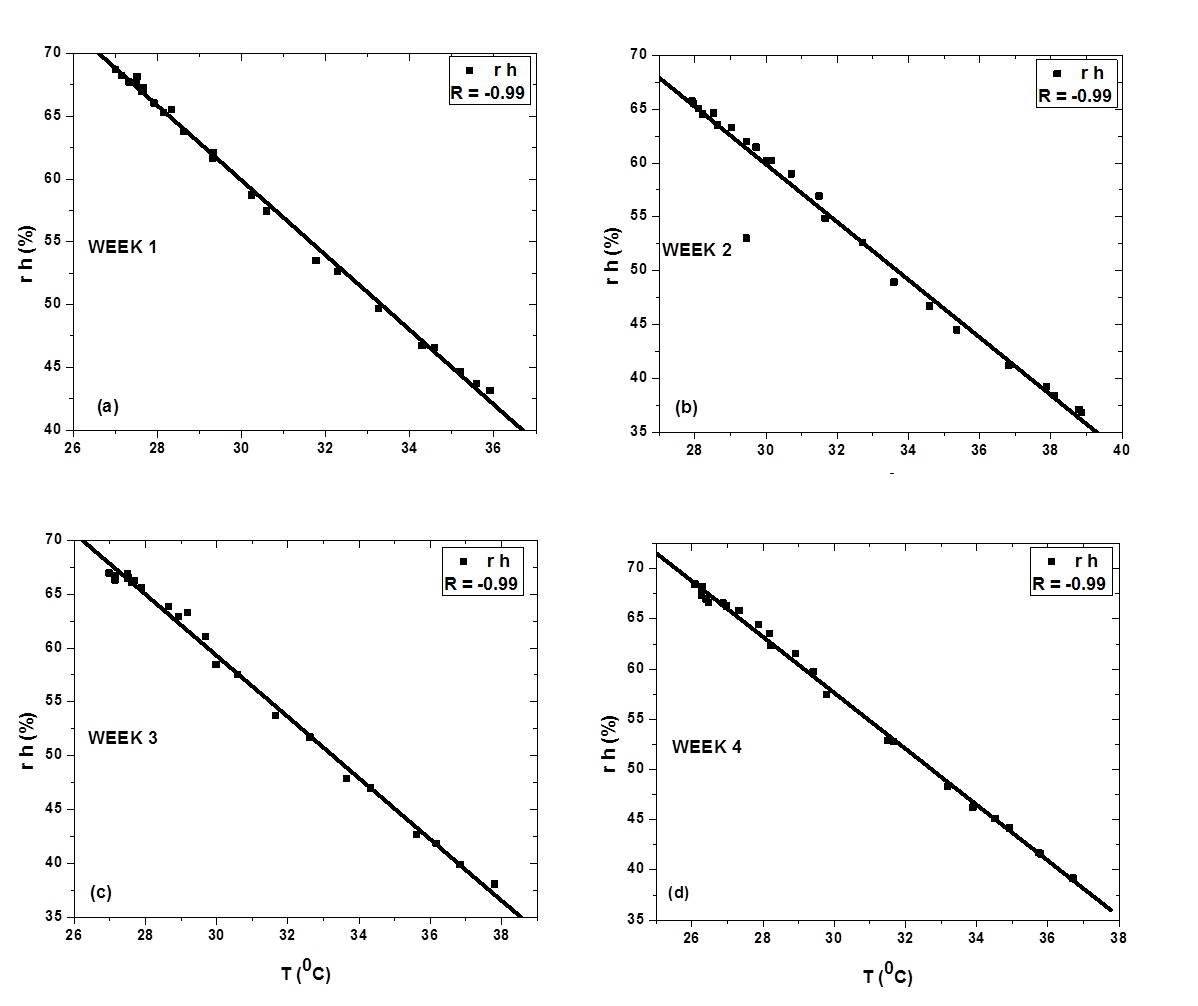 70
65
60
55
50
45
40
r h (%)
WEEK 1
(a)
r h
R = -0.99
26 28 30 32 34 36
70
65
60
55
50
45
40
35
r h (%)
WEEK 2
(b)
r h
R = -0.99
28 30 32 34 36 38 40
-
70
65
60
55
50
45
40
35
r h (%)
WEEK 3
(c)
r h
R = -0.99
26 28 30 32 34 36 38
T (⁰C)
70
65
60
55
50
45
40
35
r h (%)
WEEK 4
(d)
r h
R = -0.99
26 28 30 32 34 36 38
T (⁰C)